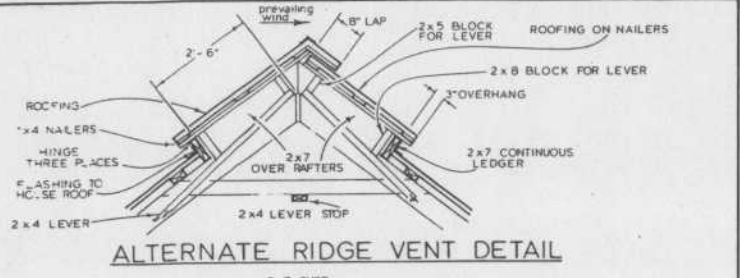 prevailing
wind
8" LAP
2'-6"
2x5 BLOCK
FOR LEVER
ROOFING ON NAILERS
2x8 BLOCK FOR LEVER
3" OVERHANG
ROOFING
1x4 NAILERS
HINGE
THREE PLACES
FLASHING TO
HOUSE ROOF
2x4 LEVER
2x7
OVER RAFTERS
2x7 CONTINUOUS
LEDGER
2x4 LEVER STOP
ALTERNATE RIDGE VENT DETAIL